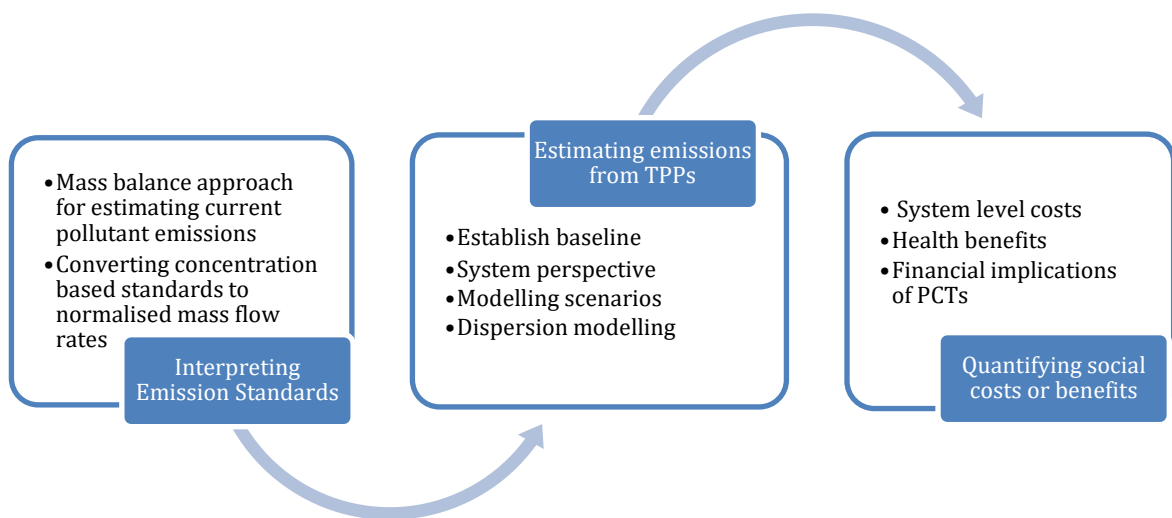 •Mass balance approach
for estimating current
pollutant emissions
•Converting concentration
based standards to
normalised mass flow
rates
Interpreting
Emission Standards
Estimating emissions
from TPPs
•Establish baseline
•System perspective
•Modelling scenarios
•Dispersion modelling
• System level costs
•Health benefits
•Financial implications
of PCTs
Quantifying social
costs or benefits